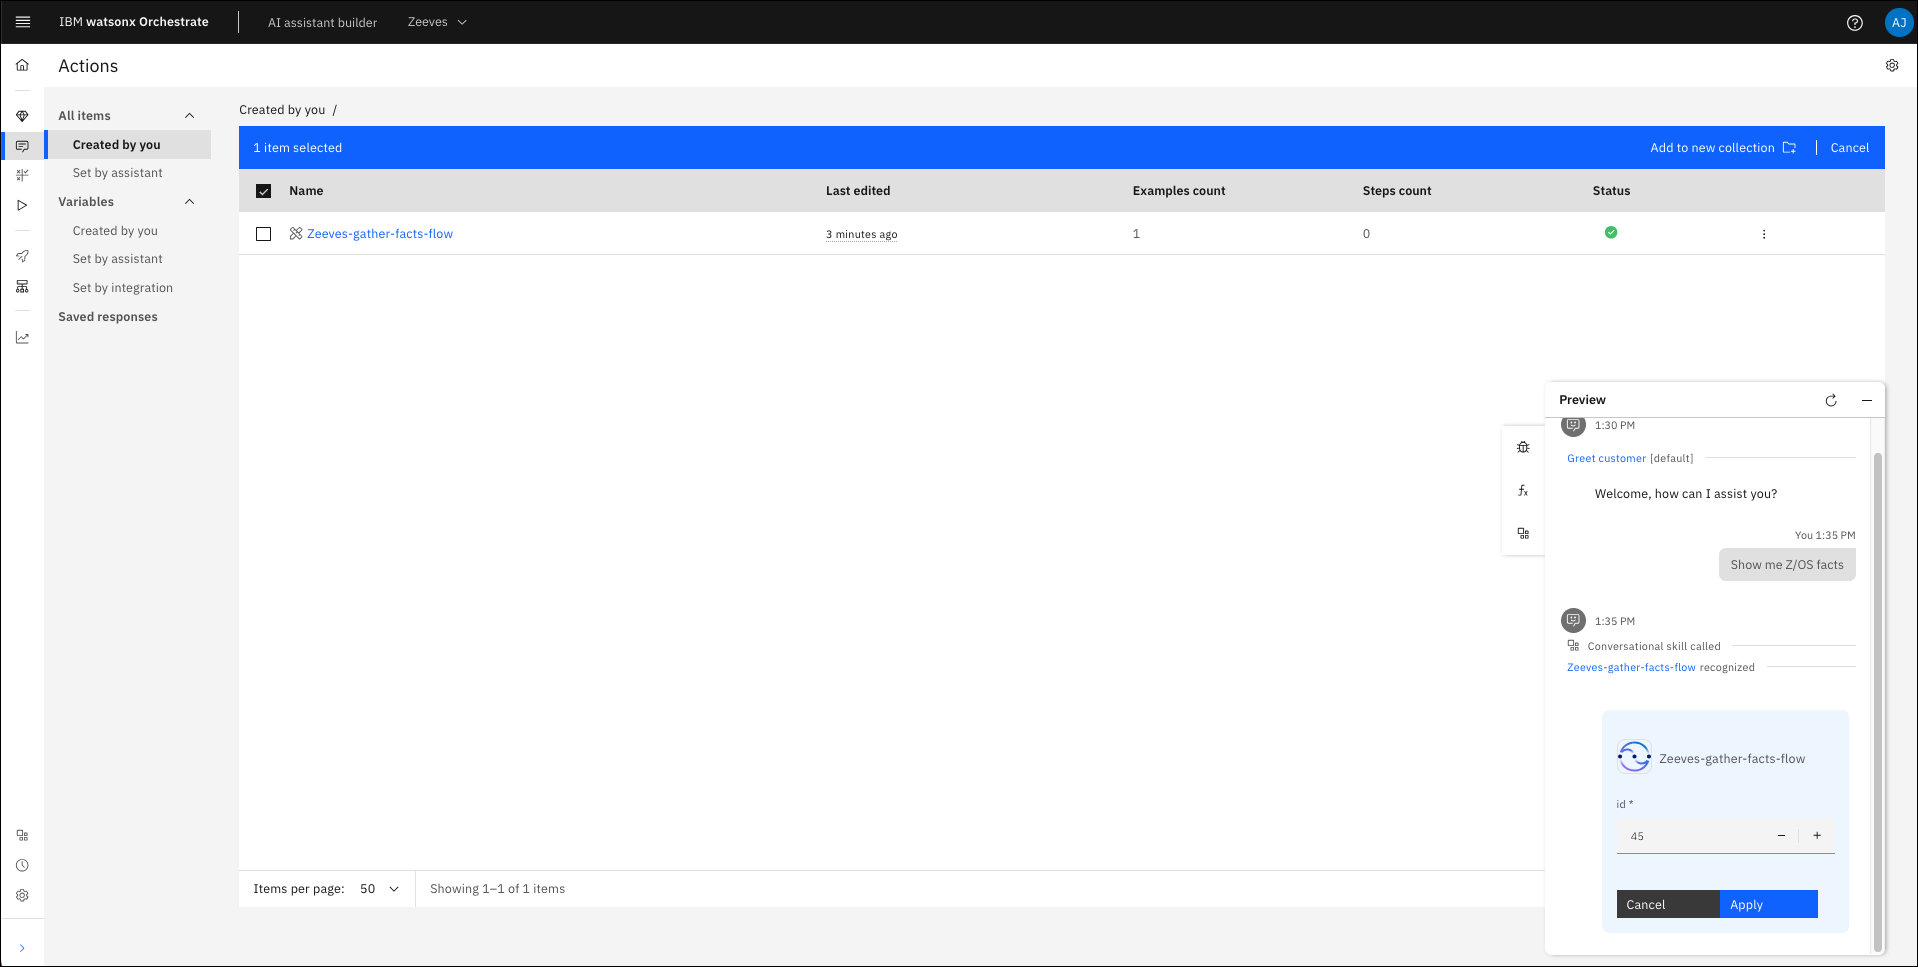 IBM watsonx Orchestrate
AI assistant builder
Zeeves
AJ
Actions
All items
Created by you
Set by assistant
Variables
Created by you
Set by assistant
Set by integration
Saved responses
Created by you /
1 item selected
Add to new collection
Cancel
Name Last edited Examples count Steps count Status
Zeeves-gather-facts-flow 3 minutes ago 1 0
Items per page: 50
Showing 1–1 of 1 items
Preview
1:30 PM
Greet customer [default]
Welcome, how can I assist you?
You 1:35 PM
Show me Z/OS facts
1:35 PM
Conversational skill called
Zeeves-gather-facts-flow recognized
fx
Zeeves-gather-facts-flow
id *
45
Cancel
Apply